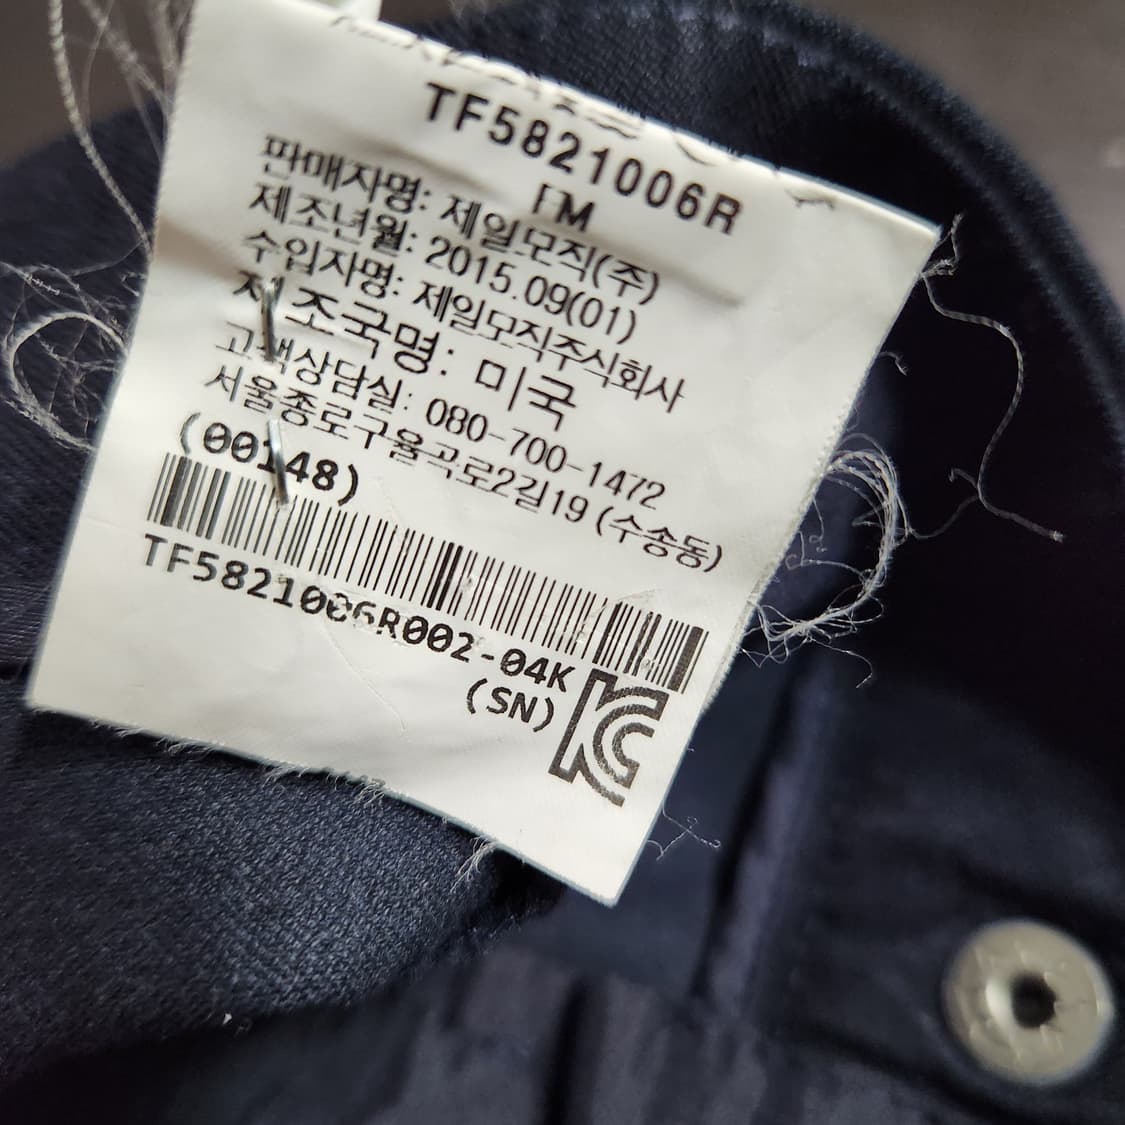 TF5821006R
판매자명: 제일모직(주)
제조년월: 2015.09(01)
수입자명: 제일모직주식회사
제조국명: 미국
고객상담실: 080-700-1472
서울종로구율곡로2길19 (수송동)
(00148)
TF5821006R002-04K
(SN)
KC